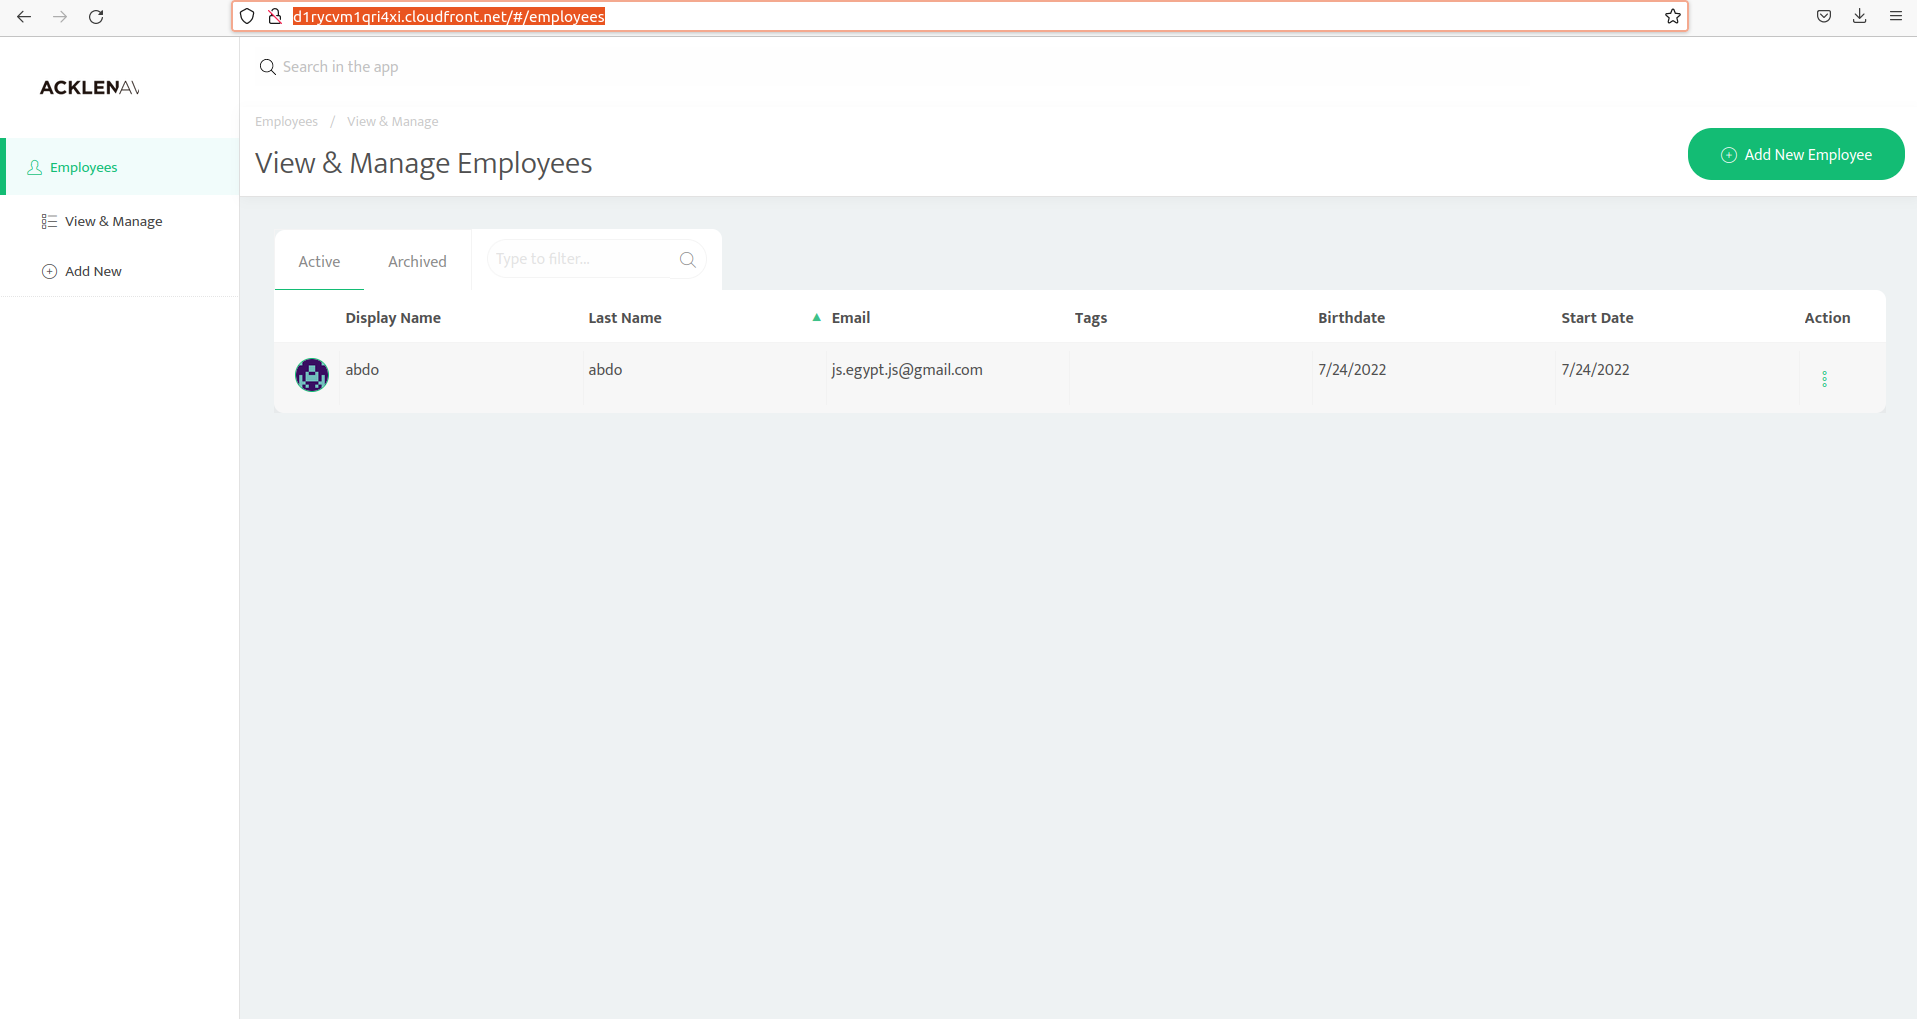 d1rycvm1qri4xi.cloudfront.net/#/employees
ACKLENAV
Search in the app
Employees / View & Manage
View & Manage Employees
Add New Employee
Employees
View & Manage
Add New
Active Archived Type to filter...
Display Name Last Name Email Tags Birthdate Start Date Action
abdo abdo js.egypt.js@gmail.com 7/24/2022 7/24/2022